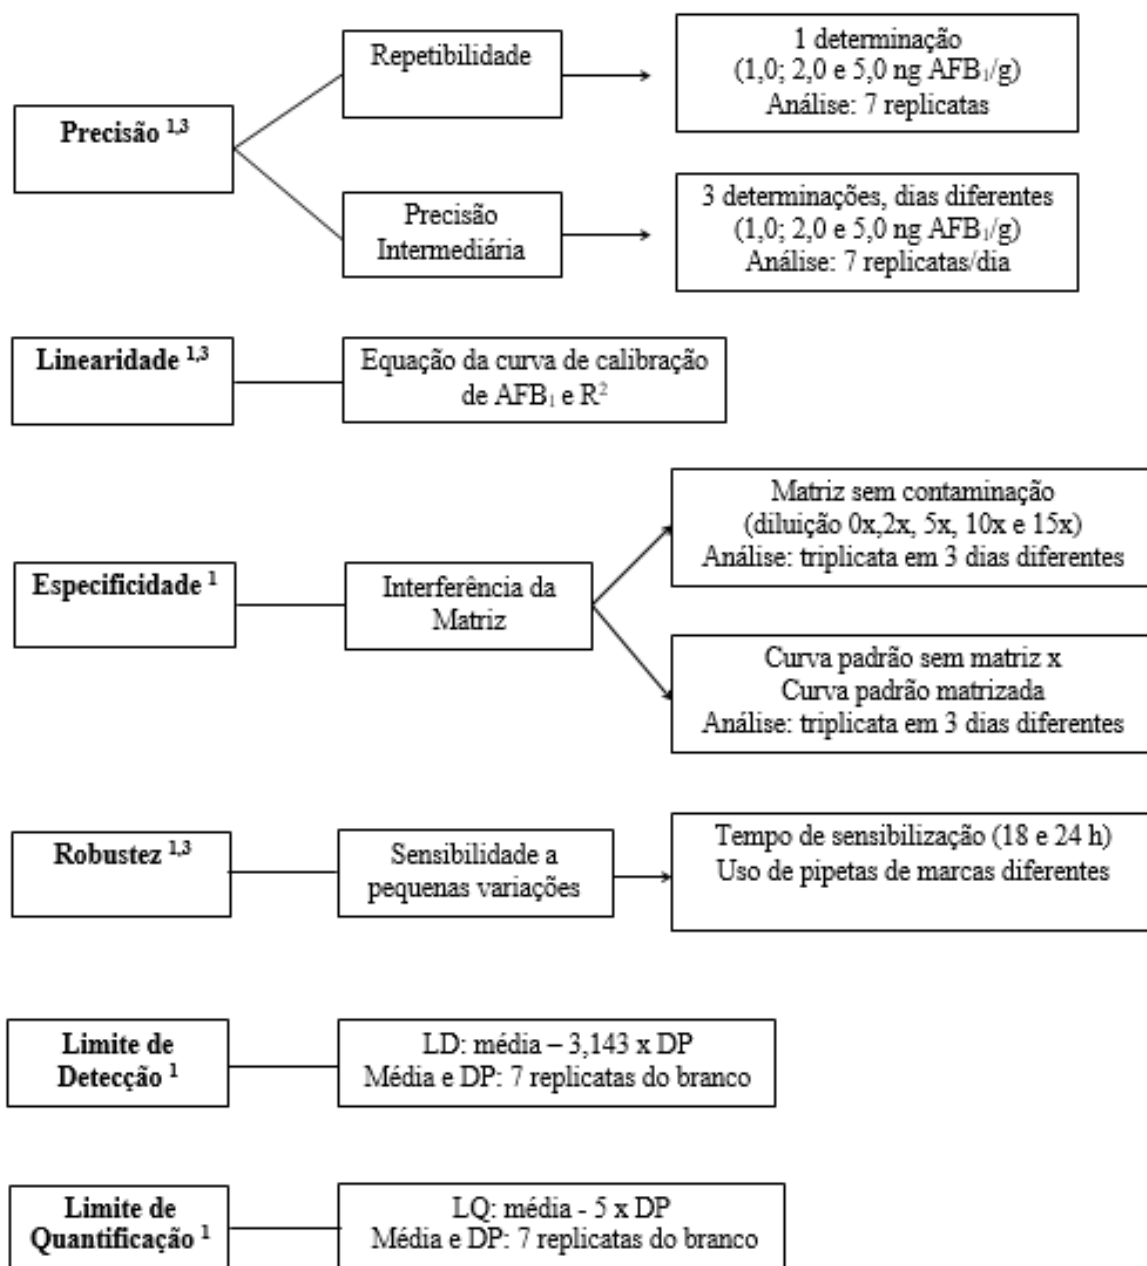 Precisão 1,3
Repetibilidade
1 determinação
(1,0; 2,0 e 5,0 ng AFB₁/g)
Análise: 7 replicatas
Precisão
Intermediária
3 determinações, dias diferentes
(1,0; 2,0 e 5,0 ng AFB₁/g)
Análise: 7 replicatas/dia
Linearidade 1,3
Equação da curva de calibração
de AFB₁ e R²
Especificidade 1
Interferência da
Matriz
Matriz sem contaminação
(diluição 0x,2x, 5x, 10x e 15x)
Análise: triplicata em 3 dias diferentes
Curva padrão sem matriz x
Curva padrão matrizada
Análise: triplicata em 3 dias diferentes
Robustez 1,3
Sensibilidade a
pequenas variações
Tempo de sensibilização (18 e 24 h)
Uso de pipetas de marcas diferentes
Limite de
Detecção 1
LD: média – 3,143 x DP
Média e DP: 7 replicatas do branco
Limite de
Quantificação 1
LQ: média - 5 x DP
Média e DP: 7 replicatas do branco